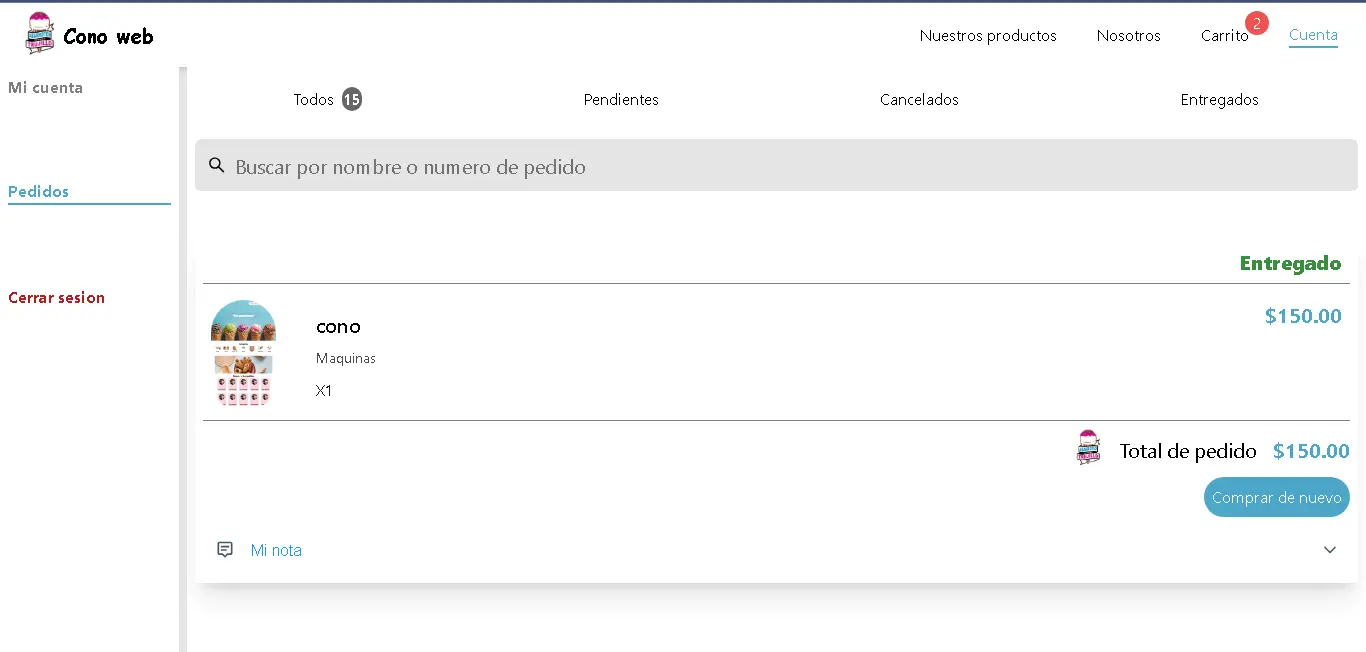 Cono web
Nuestros productos
Nosotros
Carrito
2
Cuenta
Mi cuenta
Pedidos
Cerrar sesion
Todos 15
Pendientes
Cancelados
Entregados
Buscar por nombre o numero de pedido
Entregado
cono
$150.00
Maquinas
X1
Total de pedido $150.00
Comprar de nuevo
Mi nota